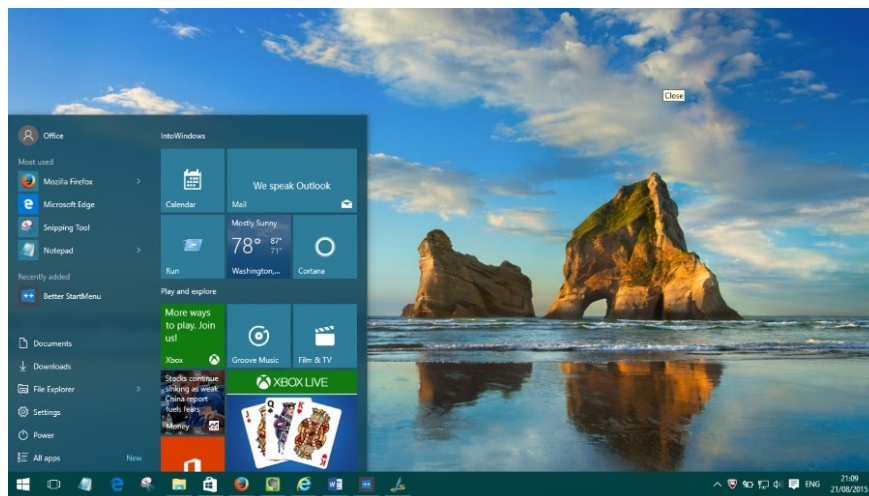 Close
Office
Most used
Mozilla Firefox
Microsoft Edge
Snipping Tool
Notepad
Recently added
Better StartMenu
Documents
Downloads
File Explorer
Settings
Power
All apps
New
IntoWindows
Calendar
We speak Outlook
Mail
Run
Mostly Sunny
78° 87°
71°
Washington,...
Cortana
Play and explore
More ways
to play. Join
us!
Xbox
Groove Music
Film & TV
Stocks continue
sinking as weak
China report
fuels fears
Money
XBOX LIVE
J Q K
ENG
21:09
21/08/2015